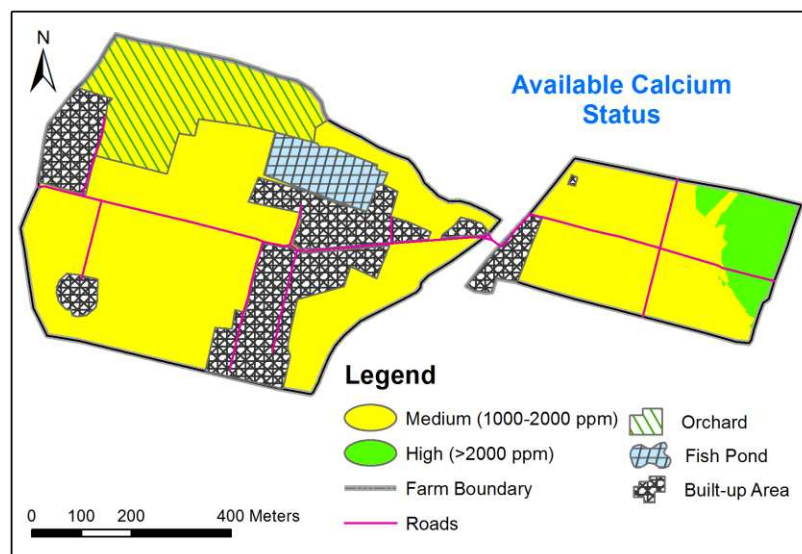 N
Available Calcium
Status
Legend
Medium (1000-2000 ppm)
High (>2000 ppm)
Farm Boundary
Roads
Orchard
Fish Pond
Built-up Area
0 100 200 400 Meters